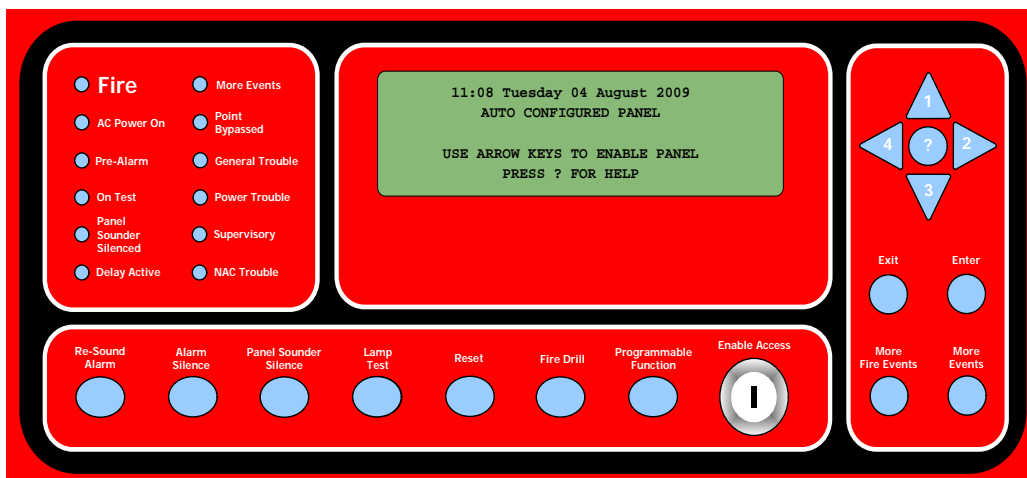 Fire
More Events
AC Power On
Point
Bypassed
Pre-Alarm
General Trouble
On Test
Power Trouble
Panel
Sounder
Silenced
Supervisory
Delay Active
NAC Trouble
11:08 Tuesday 04 August 2009
AUTO CONFIGURED PANEL
USE ARROW KEYS TO ENABLE PANEL
PRESS ? FOR HELP
1
4
?
2
3
Exit
Enter
More
Fire Events
More
Events
Re-Sound
Alarm
Alarm
Silence
Panel Sounder
Silence
Lamp
Test
Reset
Fire Drill
Programmable
Function
Enable Access